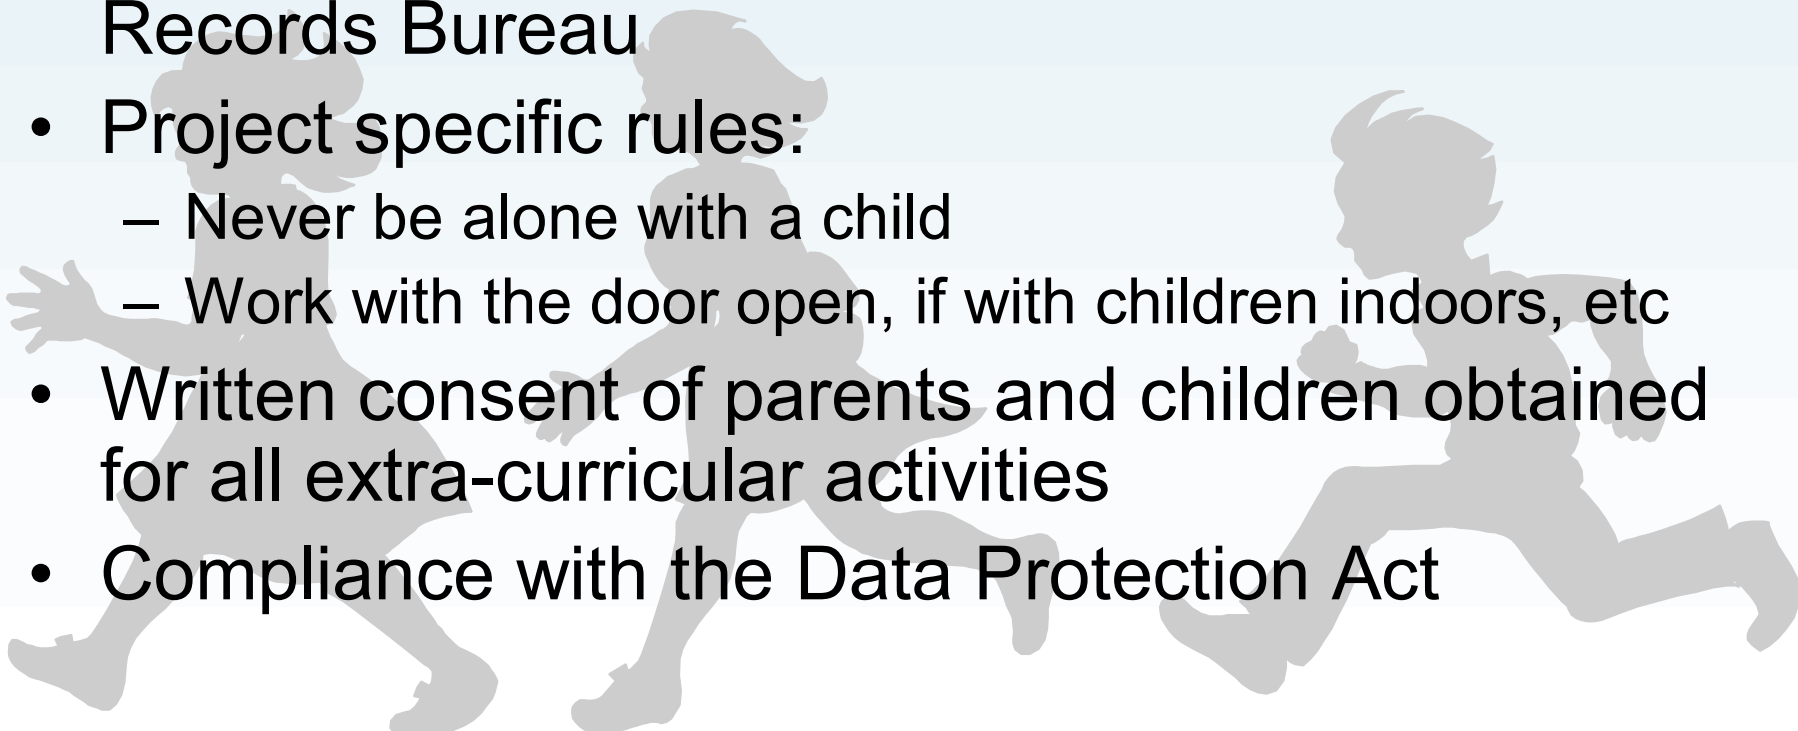 Records Bureau
• Project specific rules:
– Never be alone with a child
– Work with the door open, if with children indoors, etc
• Written consent of parents and children obtained
for all extra-curricular activities
• Compliance with the Data Protection Act